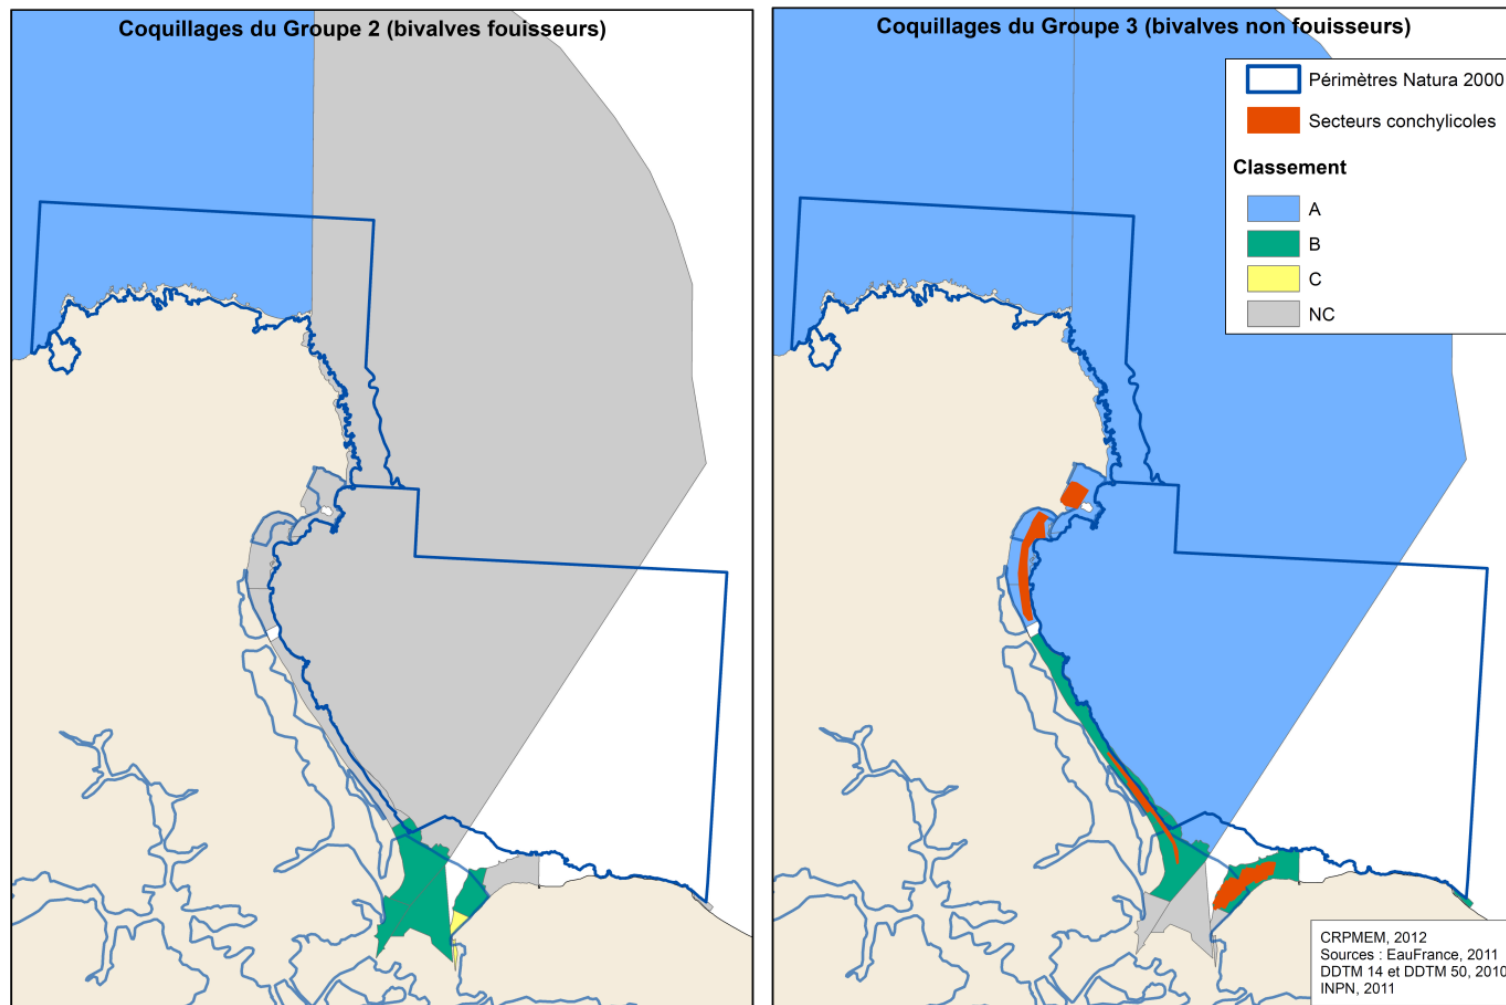 Coquillages du Groupe 2 (bivalves fouisseurs)
Coquillages du Groupe 3 (bivalves non fouisseurs)
Périmètres Natura 2000
Secteurs conchylicoles
Classement
A
B
C
NC
CRPMEM, 2012
Sources : EauFrance, 2011
DDTM 14 et DDTM 50, 2010
INPN, 2011